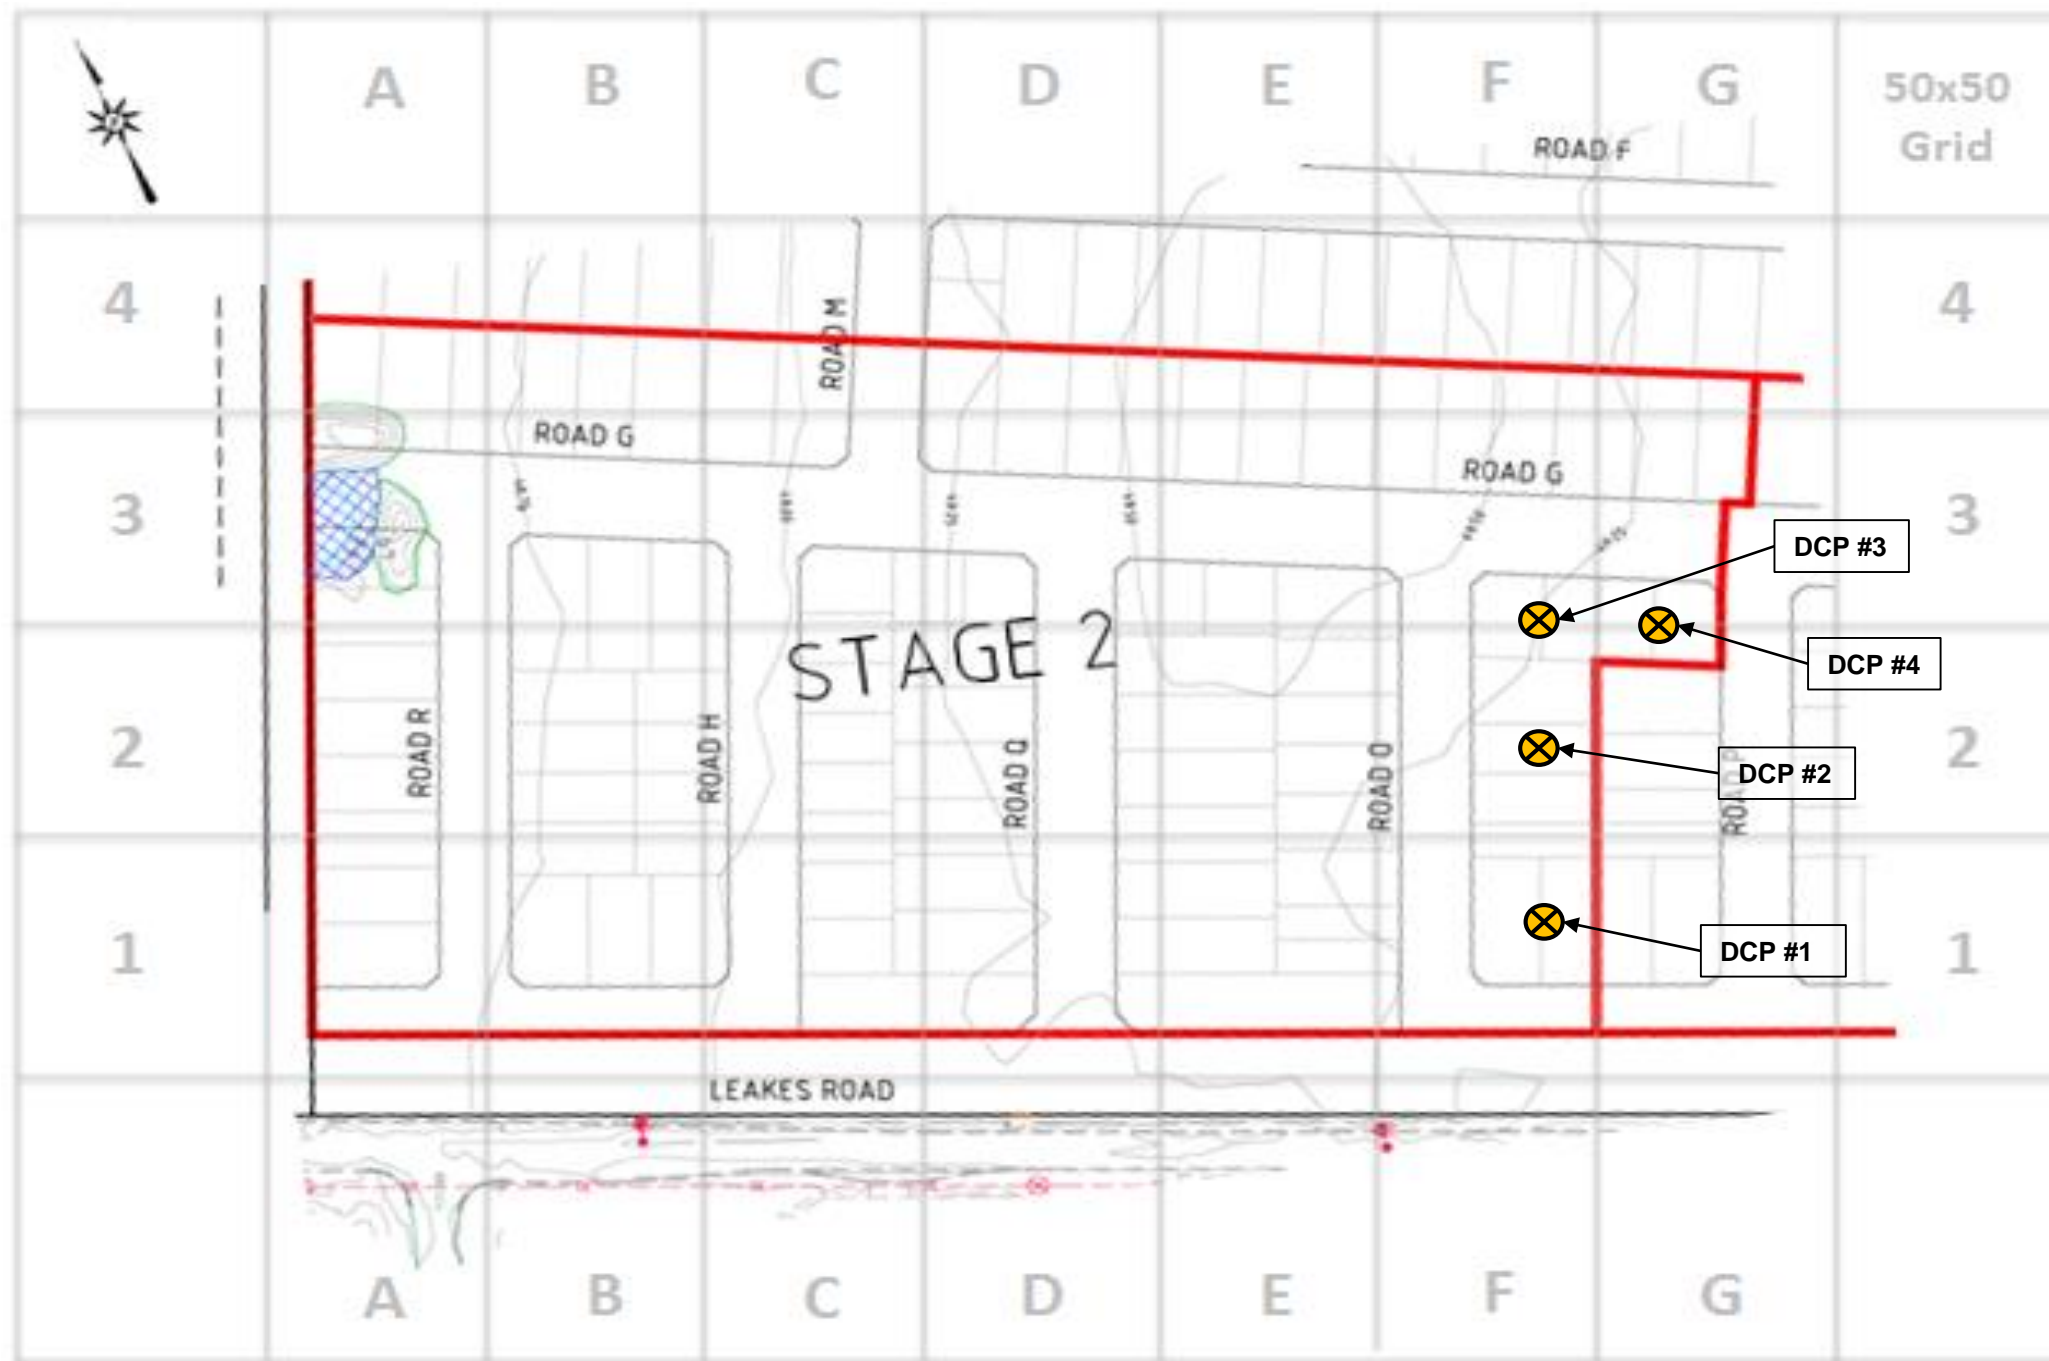 A B C D E F G 50x50
Grid
ROAD F
4 4
ROAD M
ROAD G
ROAD G
3 3
DCP #3
DCP #4
STAGE 2
2 2
ROAD R
ROAD H
ROAD Q
ROAD O
ROAD P
DCP #2
DCP #1
1 1
LEAKES ROAD
A B C D E F G